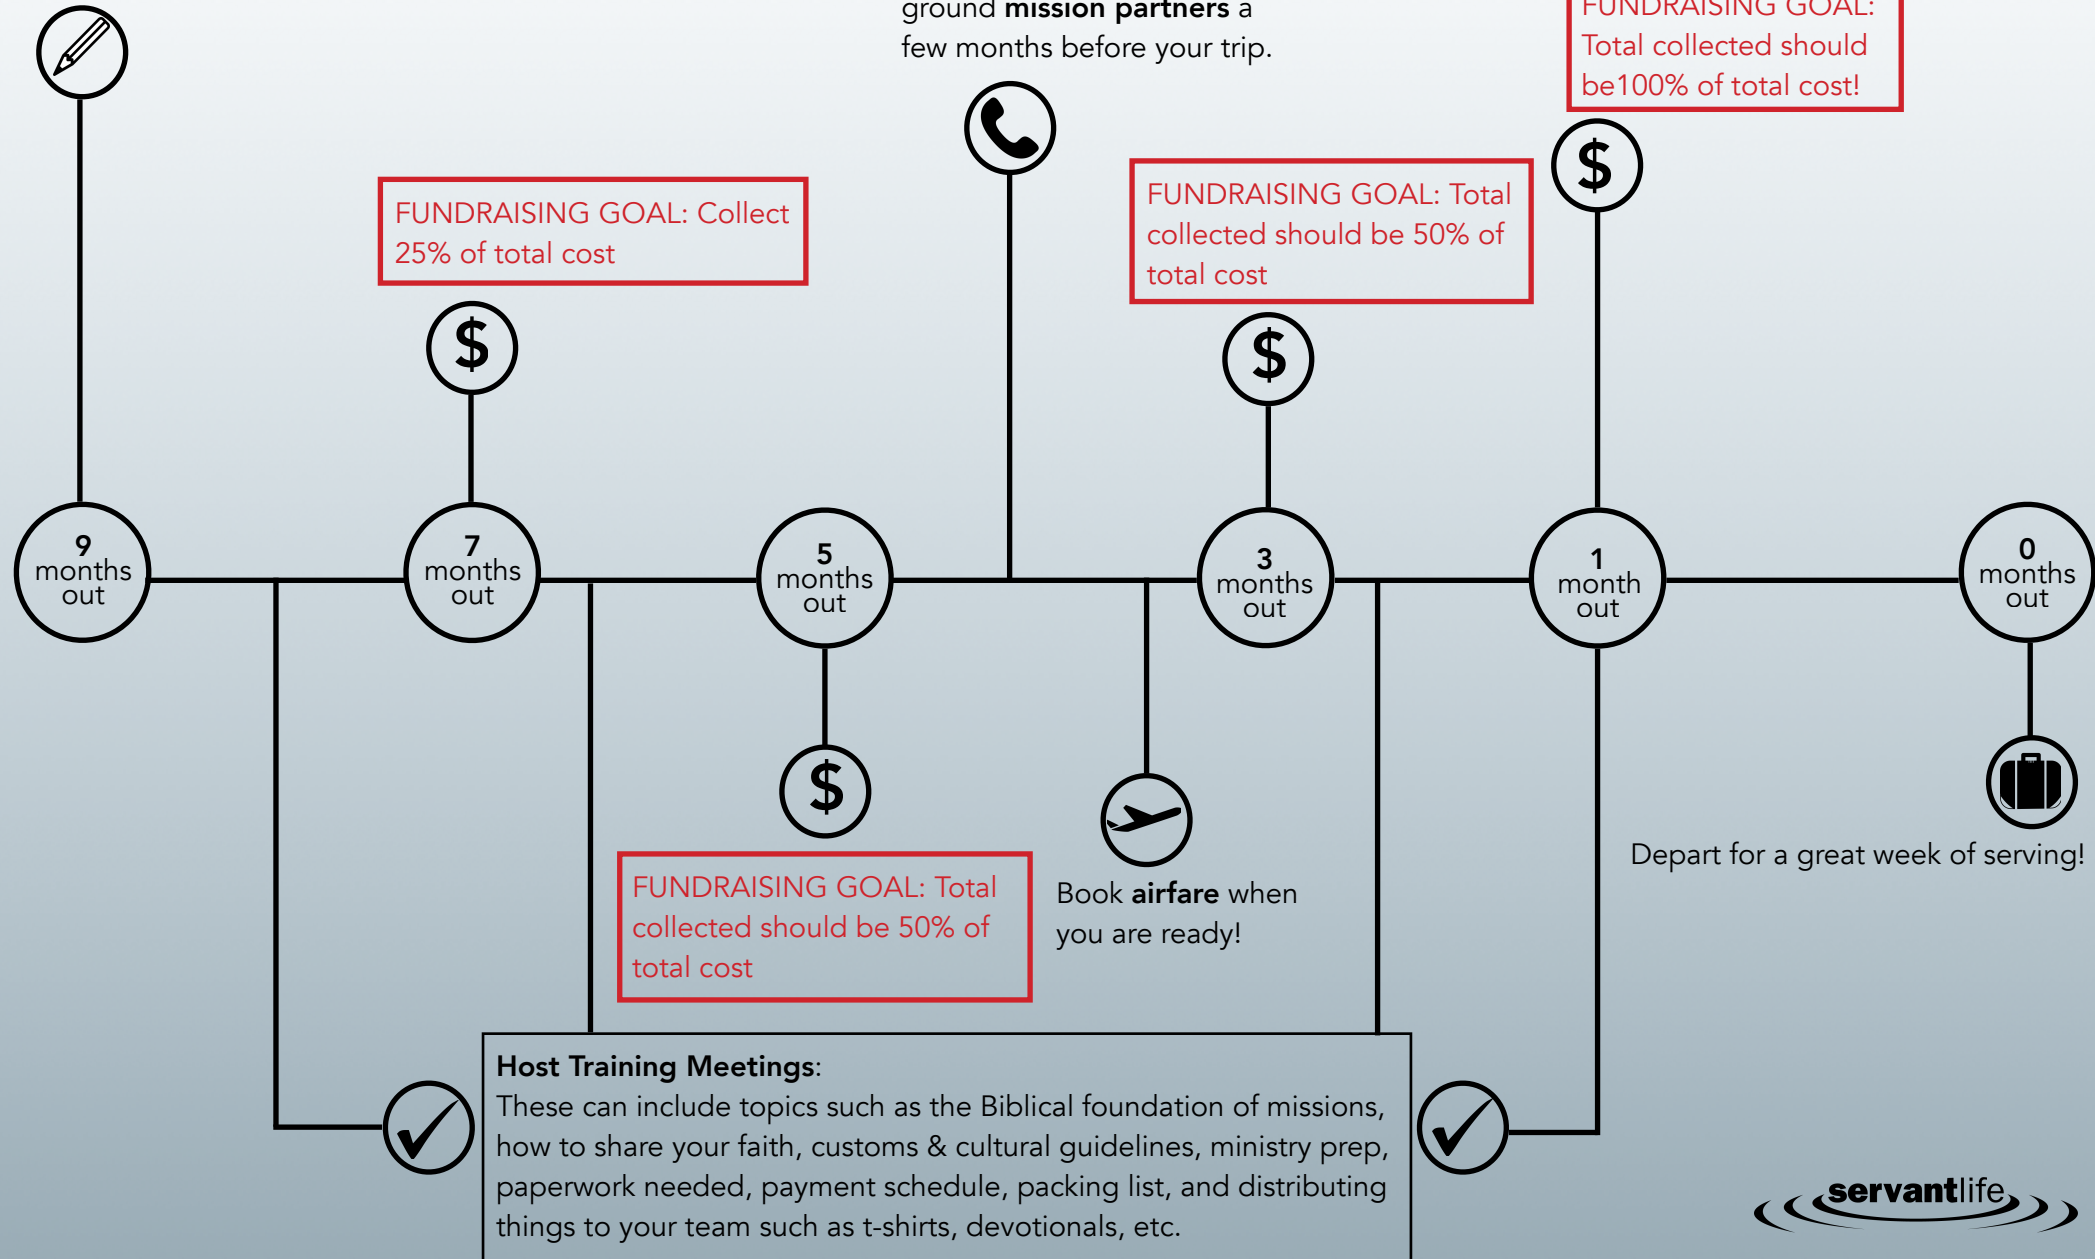 ground mission partners a
few months before your trip.
FUNDRAISING GOAL:
Total collected should
be100% of total cost!
FUNDRAISING GOAL: Collect
25% of total cost
FUNDRAISING GOAL: Total
collected should be 50% of
total cost
$
$
$
9
months
out
7
months
out
5
months
out
3
months
out
1
month
out
0
months
out
$
FUNDRAISING GOAL: Total
collected should be 50% of
total cost
Book airfare when
you are ready!
Depart for a great week of serving!
Host Training Meetings:
These can include topics such as the Biblical foundation of missions,
how to share your faith, customs & cultural guidelines, ministry prep,
paperwork needed, payment schedule, packing list, and distributing
things to your team such as t-shirts, devotionals, etc.
servantlife